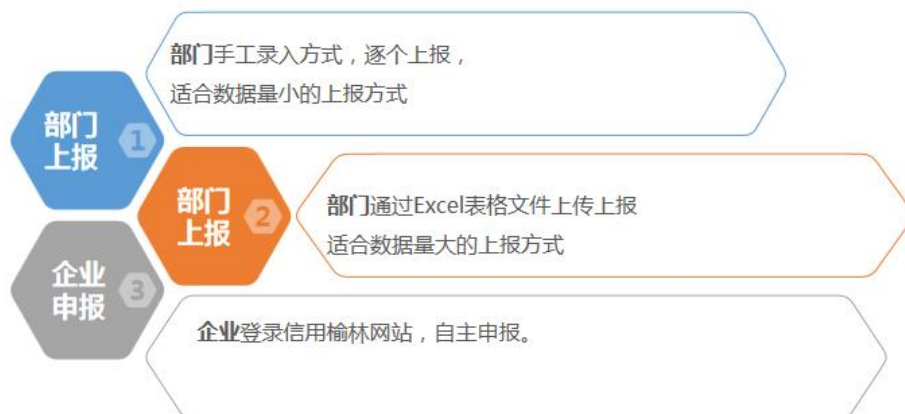 部门
上报
1
部门手工录入方式，逐个上报，
适合数据量小的上报方式
部门
上报
2
部门通过Excel表格文件上传上报
适合数据量大的上报方式
企业
申报
3
企业登录信用榆林网站，自主申报。